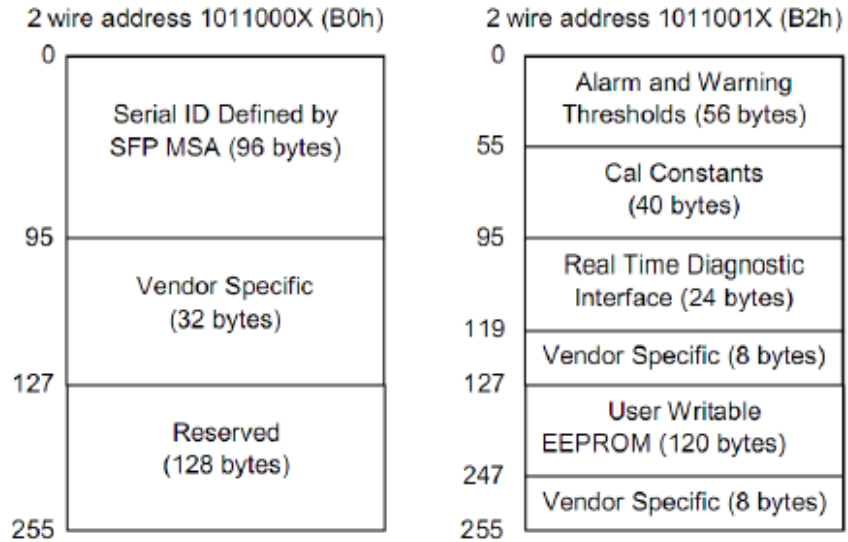 2 wire address 1011000X (B0h)
0
Serial ID Defined by
SFP MSA (96 bytes)
95
Vendor Specific
(32 bytes)
127
Reserved
(128 bytes)
255
2 wire address 1011001X (B2h)
0
Alarm and Warning
Thresholds (56 bytes)
55
Cal Constants
(40 bytes)
95
Real Time Diagnostic
Interface (24 bytes)
119
Vendor Specific (8 bytes)
127
User Writable
EEPROM (120 bytes)
247
Vendor Specific (8 bytes)
255